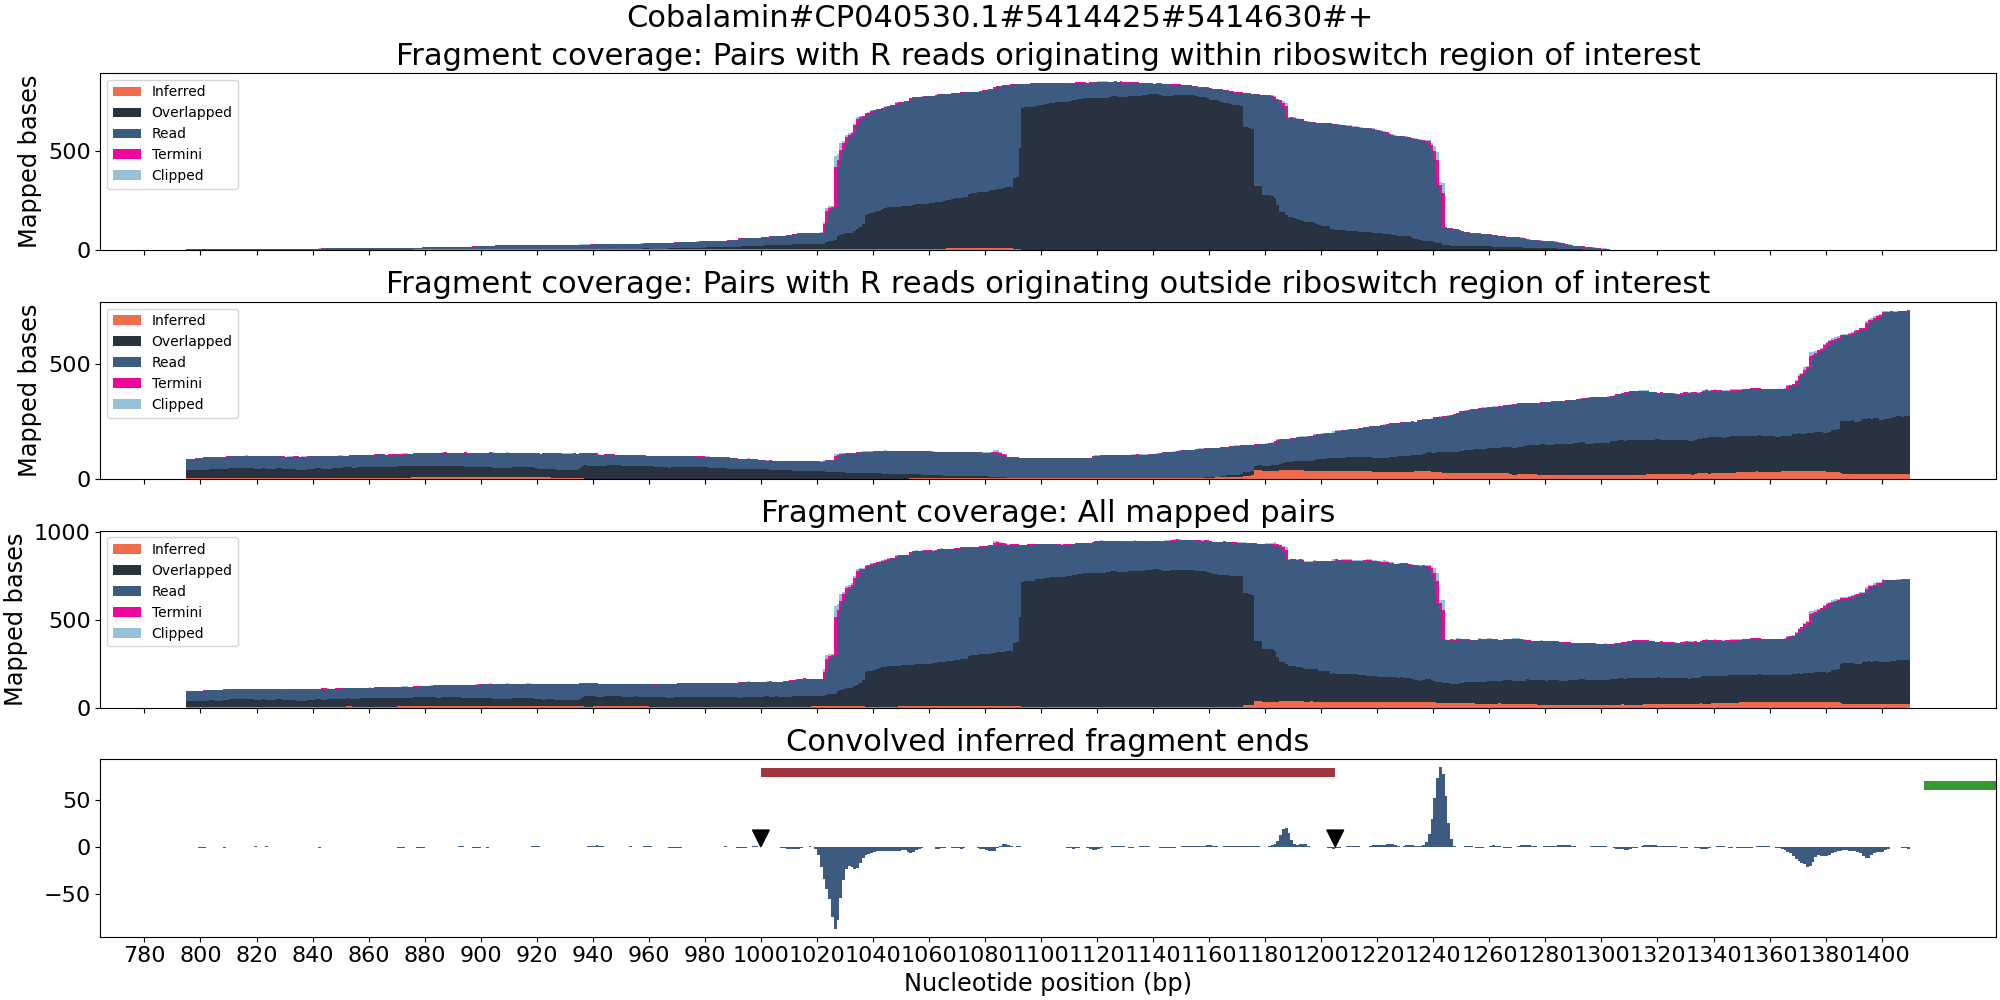 Cobalamin#CP040530.1#5414425#5414630#+
Fragment coverage: Pairs with R reads originating within riboswitch region of interest
Mapped bases
500
0
Inferred
Overlapped
Read
Termini
Clipped
Fragment coverage: Pairs with R reads originating outside riboswitch region of interest
Mapped bases
500
0
Inferred
Overlapped
Read
Termini
Clipped
Fragment coverage: All mapped pairs
Mapped bases
1000
500
0
Inferred
Overlapped
Read
Termini
Clipped
Convolved inferred fragment ends
50
0
−50
780 800 820 840 860 880 900 920 940 960 980 1000 1020 1040 1060 1080 1100 1120 1140 1160 1180 1200 1220 1240 1260 1280 1300 1320 1340 1360 1380 1400
Nucleotide position (bp)